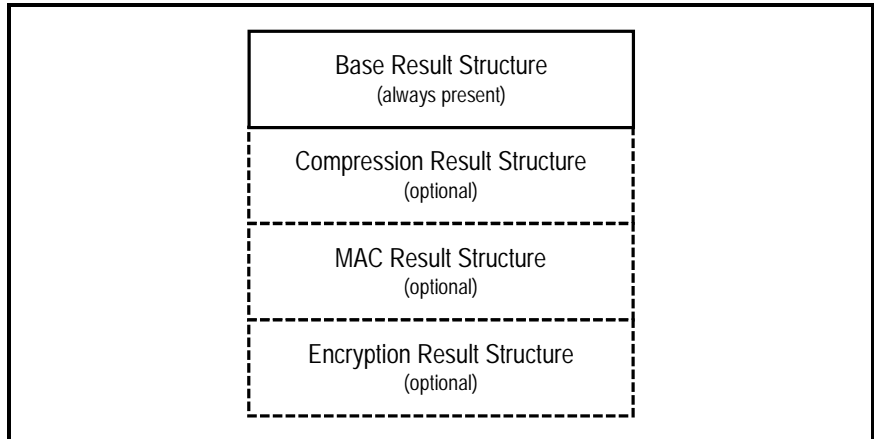 Base Result Structure
(always present)
Compression Result Structure
(optional)
MAC Result Structure
(optional)
Encryption Result Structure
(optional)